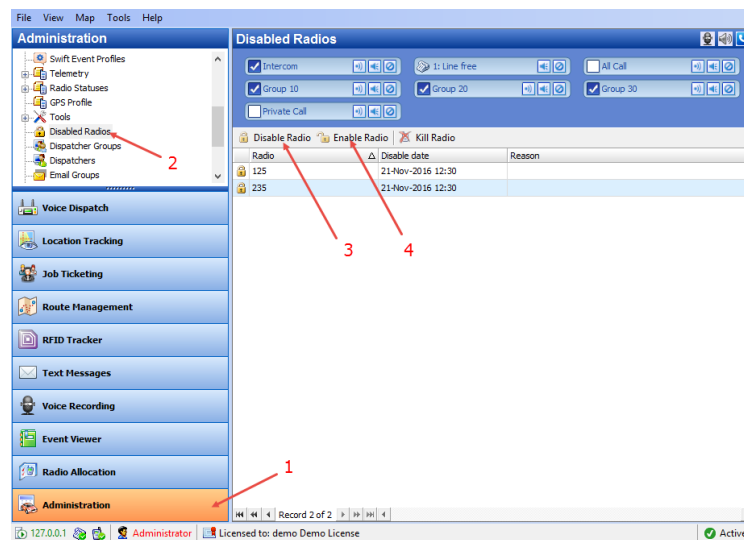 File View Map Tools Help
Administration
Swift Event Profiles
Telemetry
Radio Statuses
GPS Profile
Tools
Disabled Radios
Dispatcher Groups
Dispatchers
Email Groups
2
Voice Dispatch
Location Tracking
Job Ticketing
Route Management
RFID Tracker
Text Messages
Voice Recording
Event Viewer
Radio Allocation
Administration
1
Disabled Radios
Intercom
1: Line free
All Call
Group 10
Group 20
Group 30
Private Call
Disable Radio Enable Radio Kill Radio
Radio Disable date Reason
125 21-Nov-2016 12:30
235 21-Nov-2016 12:30
3 4
Record 2 of 2
127.0.0.1 Administrator Licensed to: demo Demo License Active